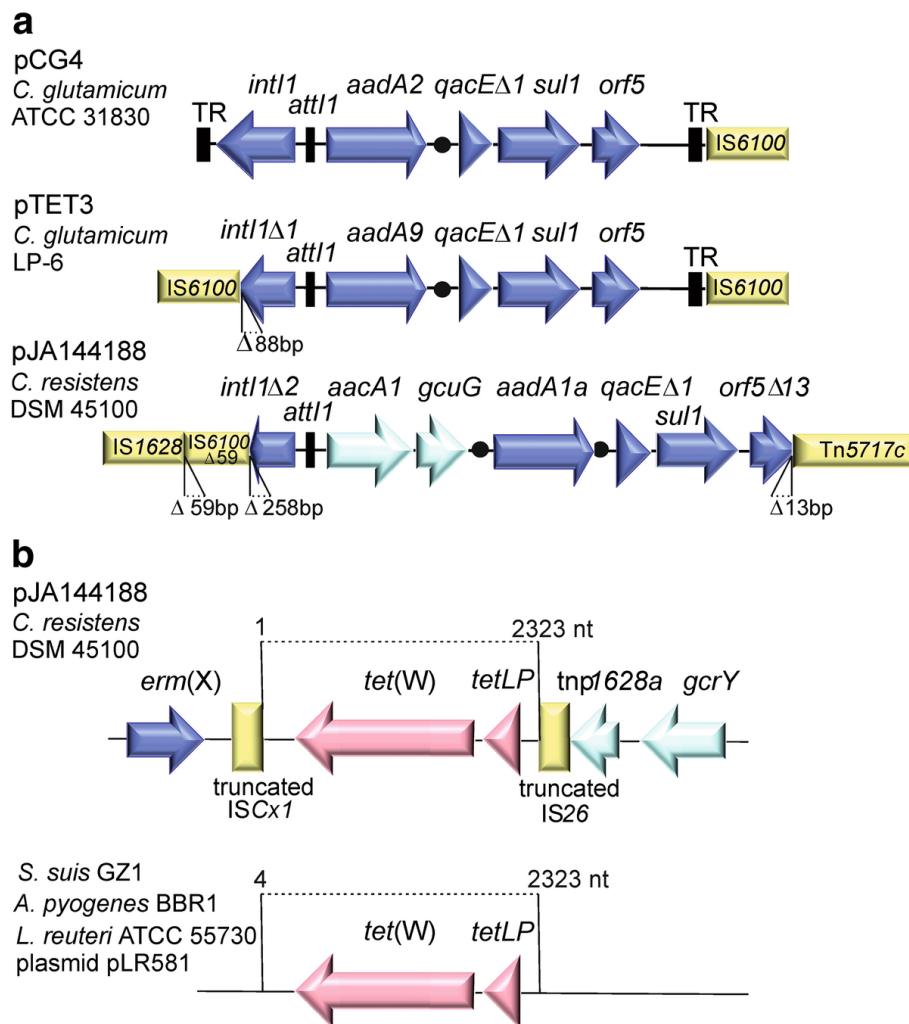 a
pCG4
C. glutamicum
ATCC 31830
TR
intI1
attI1
aadA2
qacEΔ1
sul1
orf5
TR
IS6100
pTET3
C. glutamicum
LP-6
IS6100
intI1Δ1
attI1
aadA9
qacEΔ1
sul1
orf5
TR
IS6100
Δ88bp
pJA144188
C. resistens
DSM 45100
intI1Δ2
attI1
aacA1
gcuG
aadA1a
qacEΔ1
sul1
orf5Δ13
IS1628
IS6100
Δ59
Tn5717c
Δ 59bp
Δ 258bp
Δ13bp
b
pJA144188
C. resistens
DSM 45100
1
2323 nt
erm(X)
tet(W)
tetLP
tnp1628a
gcrY
truncated
ISCx1
truncated
IS26
S. suis GZ1
A. pyogenes BBR1
L. reuteri ATCC 55730
plasmid pLR581
4
2323 nt
tet(W)
tetLP